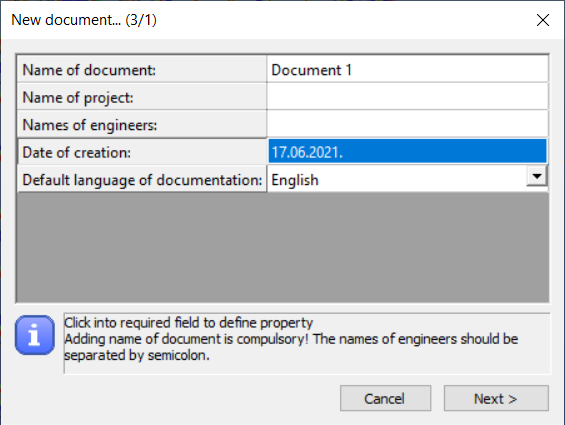 New document... (3/1)
Name of document: Document 1
Name of project:
Names of engineers:
Date of creation: 17.06.2021.
Default language of documentation: English
Click into required field to define property
Adding name of document is compulsory! The names of engineers should be
separated by semicolon.
Cancel Next >